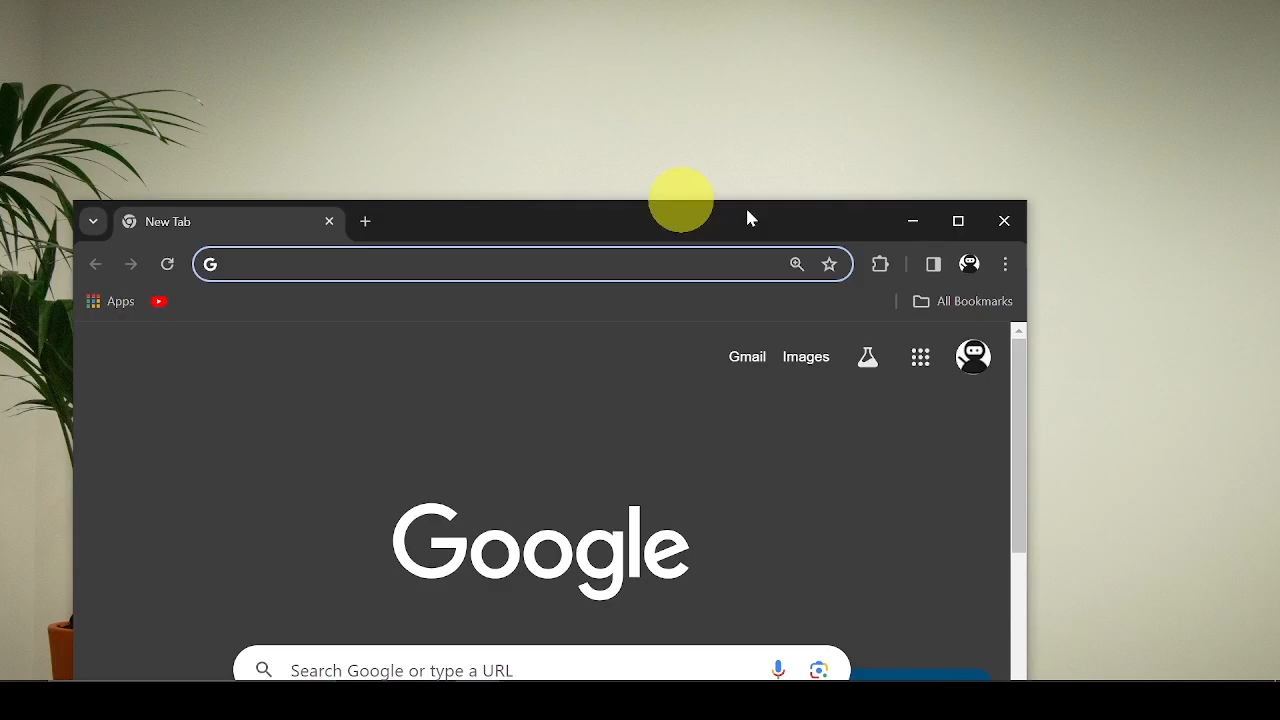 New Tab
Apps
All Bookmarks
Gmail Images
Google
Search Google or type a URL